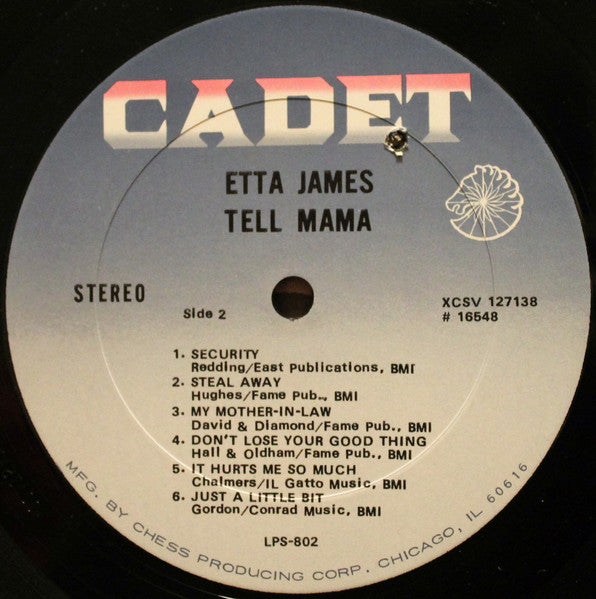 CADET
ETTA JAMES
TELL MAMA
STEREO
Side 2
XCSV 127138
# 16548
1. SECURITY
Redding/East Publications, BMI
2. STEAL AWAY
Hughes/Fame Pub., BMI
3. MY MOTHER-IN-LAW
David & Diamond/Fame Pub., BMI
4. DON'T LOSE YOUR GOOD THING
Hall & Oldham/Fame Pub., BMI
5. IT HURTS ME SO MUCH
Chalmers/IL Gatto Music, BMI
6. JUST A LITTLE BIT
Gordon/Conrad Music, BMI
LPS-802
MFG. BY CHESS PRODUCING CORP. CHICAGO, IL 60616